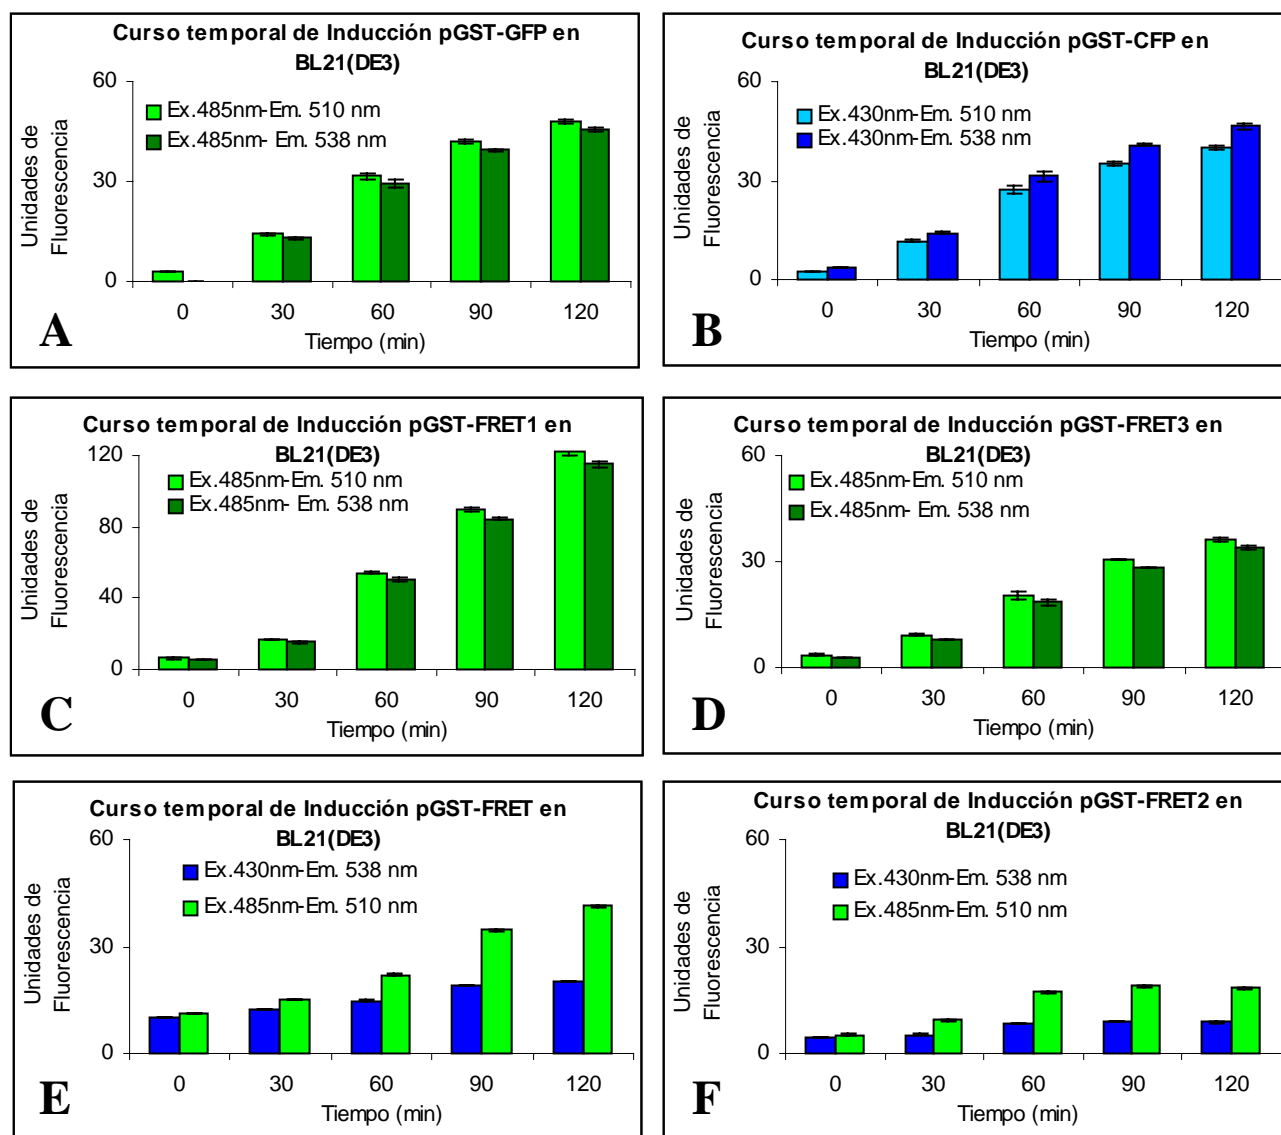 Curso temporal de Inducción pGST-GFP en
BL21(DE3)
60
30
0
Unidades de
Fluorescencia
Ex.485nm-Em. 510 nm
Ex.485nm- Em. 538 nm
0 30 60 90 120
Tiempo (min)
A
Curso temporal de Inducción pGST-CFP en
BL21(DE3)
60
30
0
Unidades de
Fluorescencia
Ex.430nm-Em. 510 nm
Ex.430nm-Em. 538 nm
0 30 60 90 120
Tiempo (min)
B
Curso temporal de Inducción pGST-FRET1 en
BL21(DE3)
120
80
40
0
Unidades de
Fluorescencia
Ex.485nm-Em. 510 nm
Ex.485nm- Em. 538 nm
0 30 60 90 120
Tiempo (min)
C
Curso temporal de Inducción pGST-FRET3 en
BL21(DE3)
60
30
0
Unidades de
Fluorescencia
Ex.485nm-Em. 510 nm
Ex.485nm- Em. 538 nm
0 30 60 90 120
Tiempo (min)
D
Curso temporal de Inducción pGST-FRET en
BL21(DE3)
60
30
0
Unidades de
Fluorescencia
Ex.430nm-Em. 538 nm
Ex.485nm-Em. 510 nm
0 30 60 90 120
Tiempo (min)
E
Curso temporal de Inducción pGST-FRET2 en
BL21(DE3)
60
30
0
Unidades de
Fluorescencia
Ex.430nm-Em. 538 nm
Ex.485nm-Em. 510 nm
0 30 60 90 120
Tiempo (min)
F